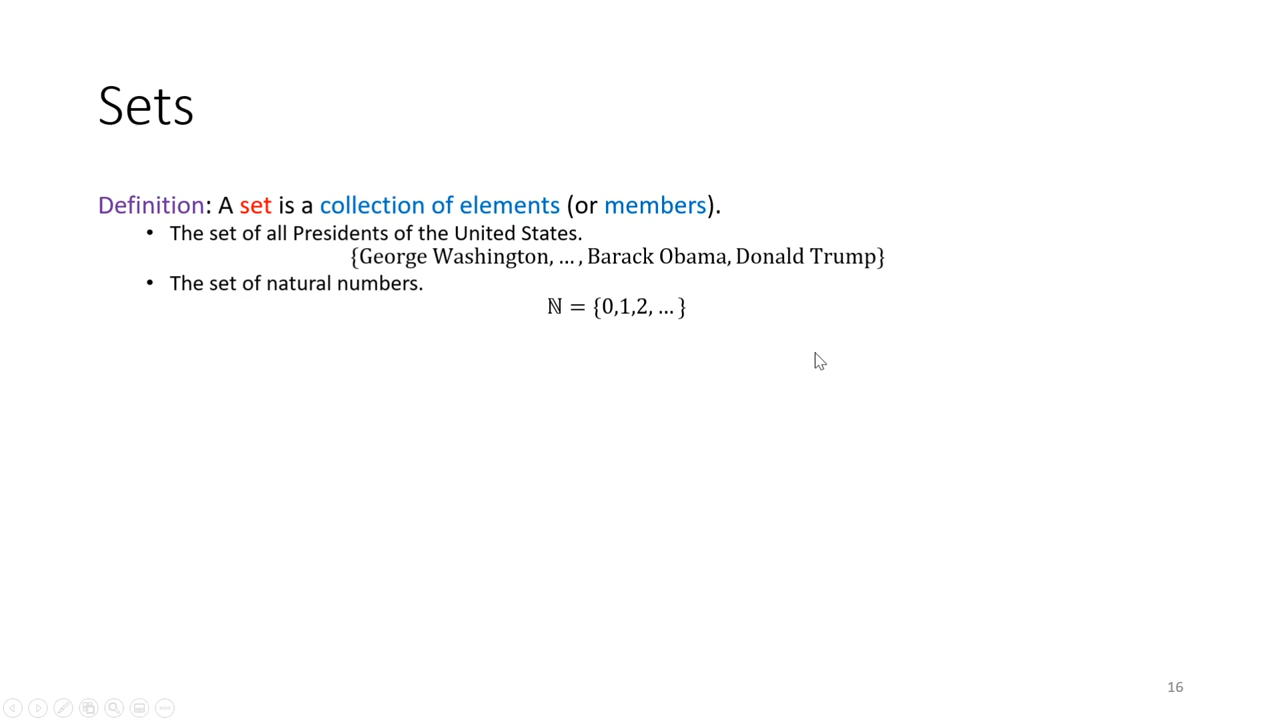 Sets
Definition: A set is a collection of elements (or members).
• The set of all Presidents of the United States.
{George Washington, … , Barack Obama, Donald Trump}
• The set of natural numbers.
ℕ = {0,1,2, … }
16